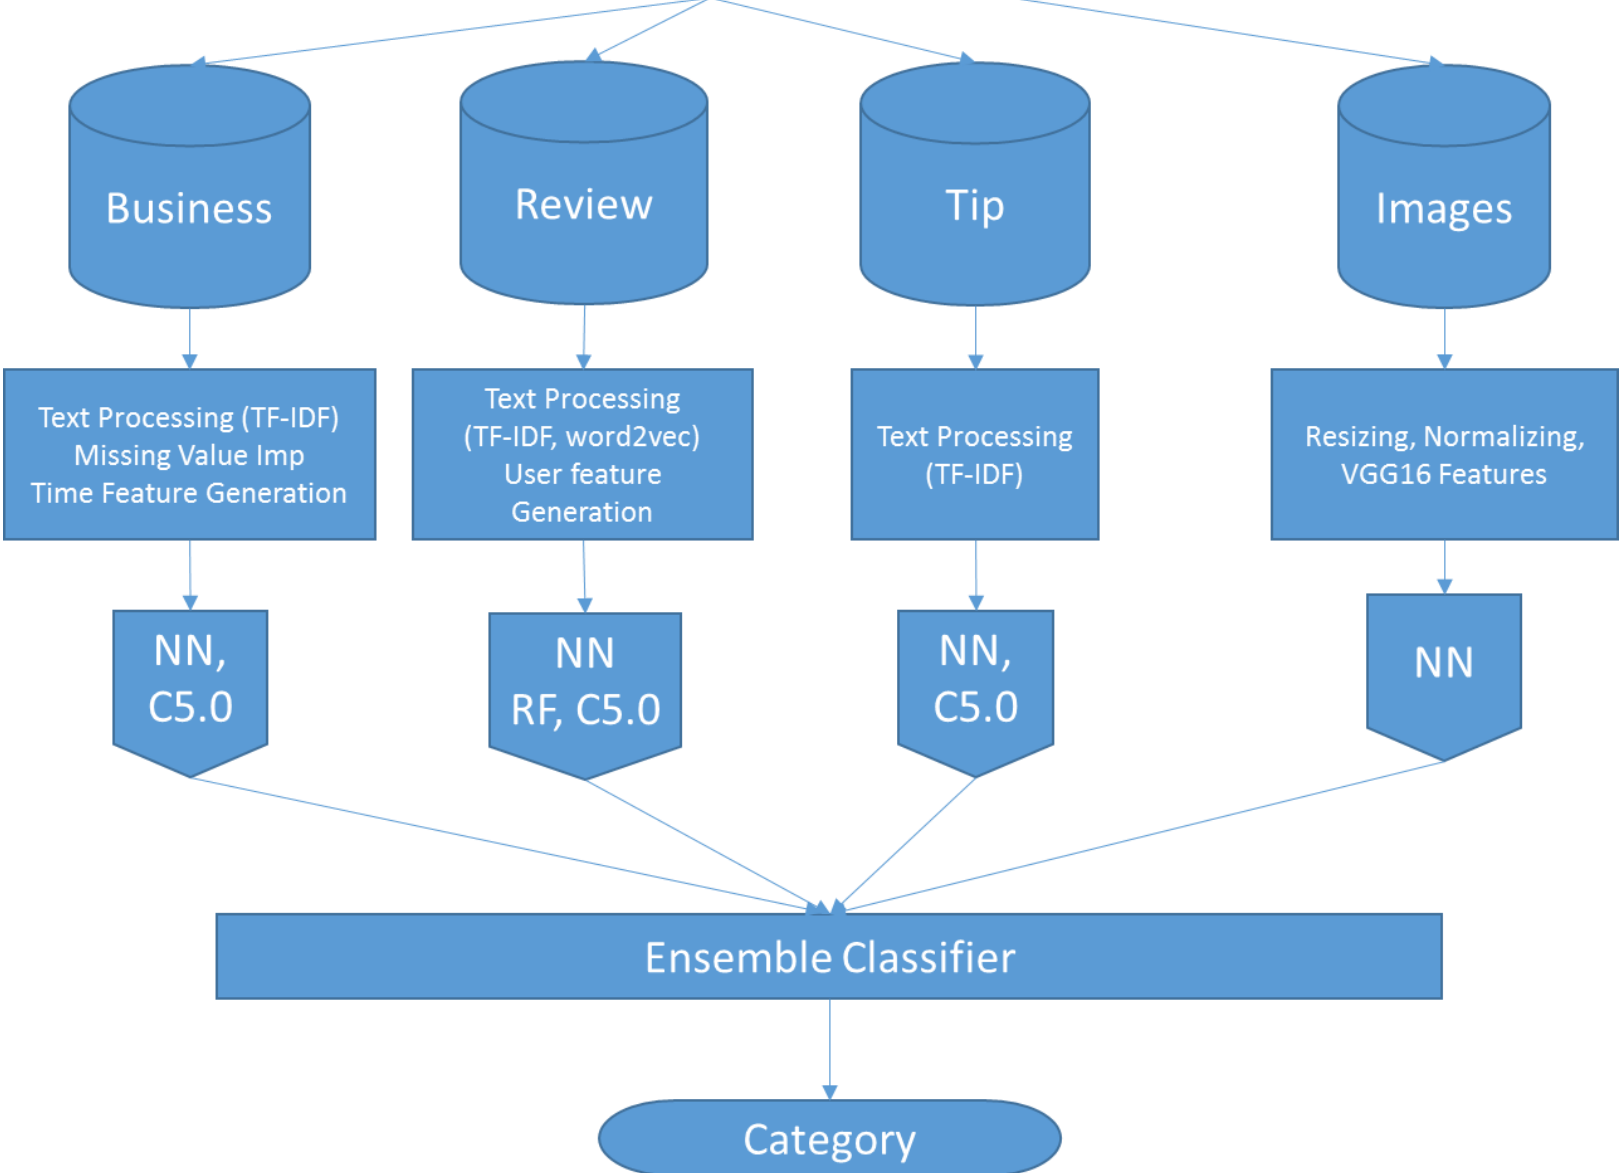 Business
Review
Tip
Images
Text Processing (TF-IDF)
Missing Value Imp
Time Feature Generation
Text Processing
(TF-IDF, word2vec)
User feature
Generation
Text Processing
(TF-IDF)
Resizing, Normalizing,
VGG16 Features
NN,
C5.0
NN
RF, C5.0
NN,
C5.0
NN
Ensemble Classifier
Category